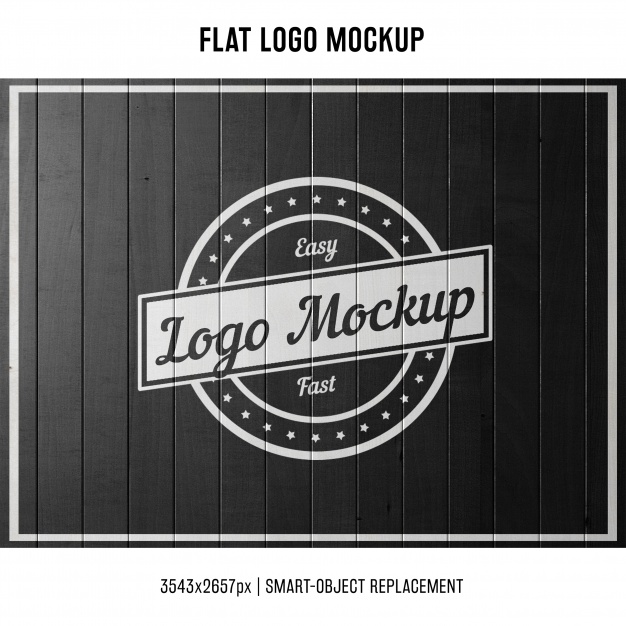 FLAT LOGO MOCKUP
Easy
Logo Mockup
Fast
3543x2657px | SMART-OBJECT REPLACEMENT